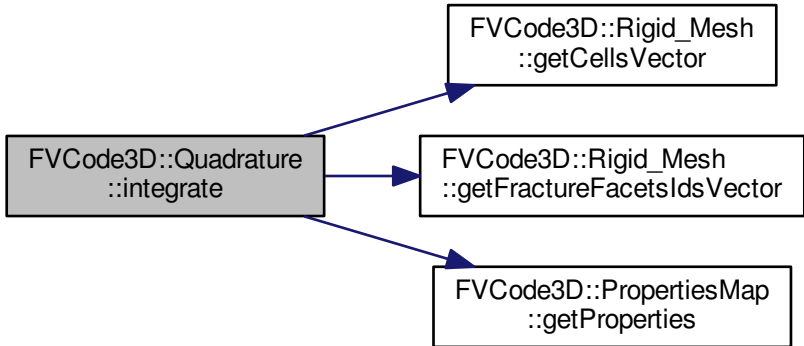 FVCode3D::Rigid_Mesh
::getCellsVector
FVCode3D::Quadrature
::integrate
FVCode3D::Rigid_Mesh
::getFractureFacetsIdsVector
FVCode3D::PropertiesMap
::getProperties